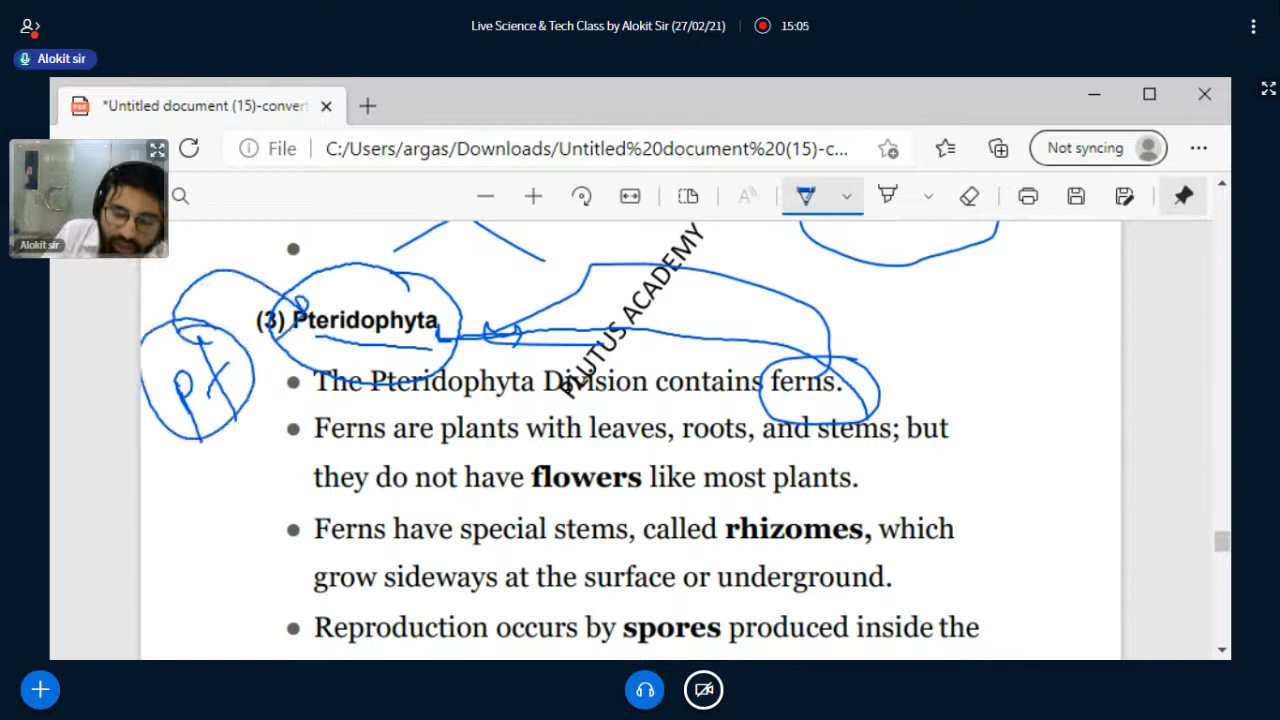 Live Science & Tech Class by Alokit Sir (27/02/21) 15:05
Alokit sir
*Untitled document (15)-convert
File C:/Users/argas/Downloads/Untitled%20document%20(15)-c... Not syncing
Alokit sir
PLUTUS ACADEMY
(3) Pteridophyta
The Pteridophyta Division contains ferns.
Ferns are plants with leaves, roots, and stems; but
they do not have flowers like most plants.
Ferns have special stems, called rhizomes, which
grow sideways at the surface or underground.
Reproduction occurs by spores produced inside the